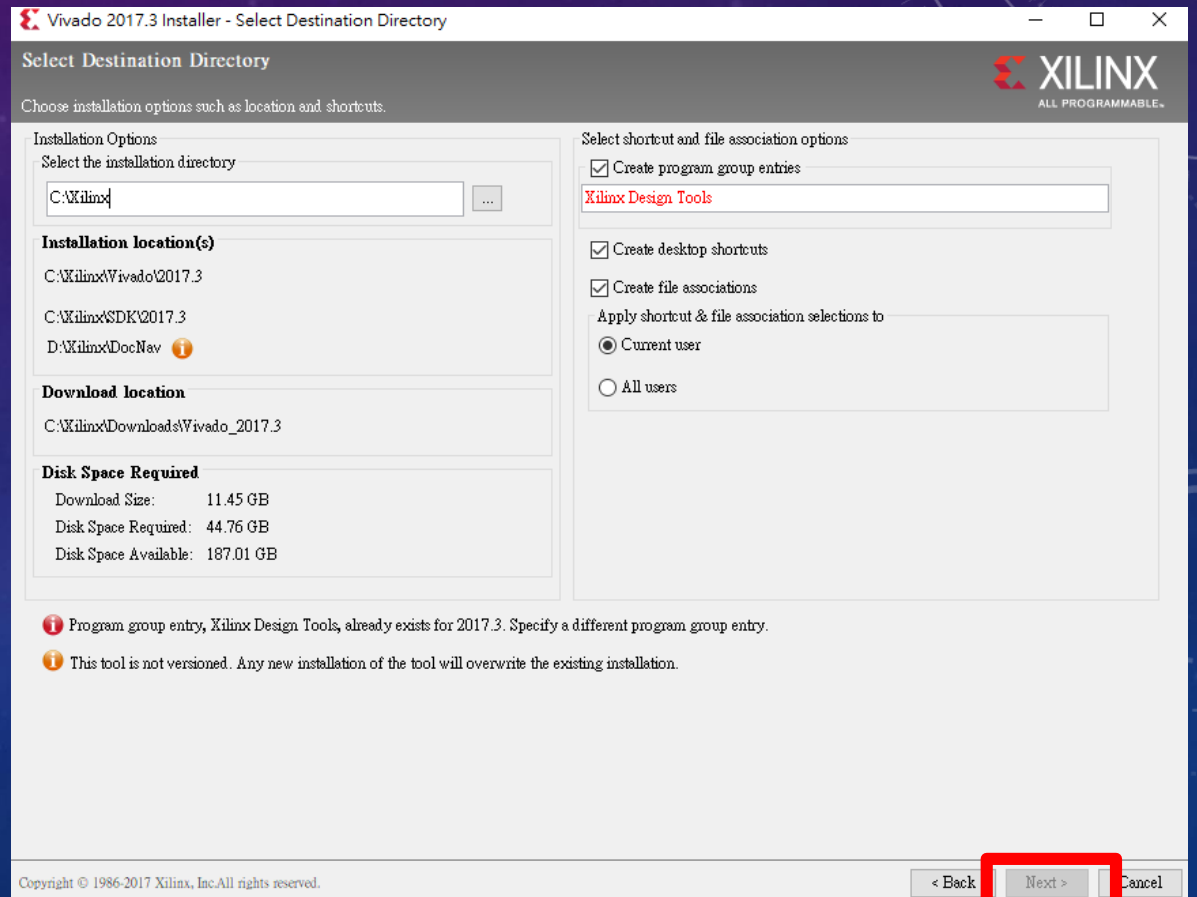 Vivado 2017.3 Installer - Select Destination Directory
Select Destination Directory
Choose installation options such as location and shortcuts.
XILINX
ALL PROGRAMMABLE.
Installation Options
Select the installation directory
C:\Xilinx
...
Installation location(s)
C:\Xilinx\Vivado\2017.3
C:\Xilinx\SDK\2017.3
D:\Xilinx\DocNav
Download location
C:\Xilinx\Downloads\Vivado_2017.3
Disk Space Required
Download Size: 11.45 GB
Disk Space Required: 44.76 GB
Disk Space Available: 187.01 GB
Select shortcut and file association options
Create program group entries
Xilinx Design Tools
Create desktop shortcuts
Create file associations
Apply shortcut & file association selections to
Current user
All users
Program group entry, Xilinx Design Tools, already exists for 2017.3. Specify a different program group entry.
This tool is not versioned. Any new installation of the tool will overwrite the existing installation.
Copyright © 1986-2017 Xilinx, Inc.All rights reserved.
< Back
Next >
Cancel